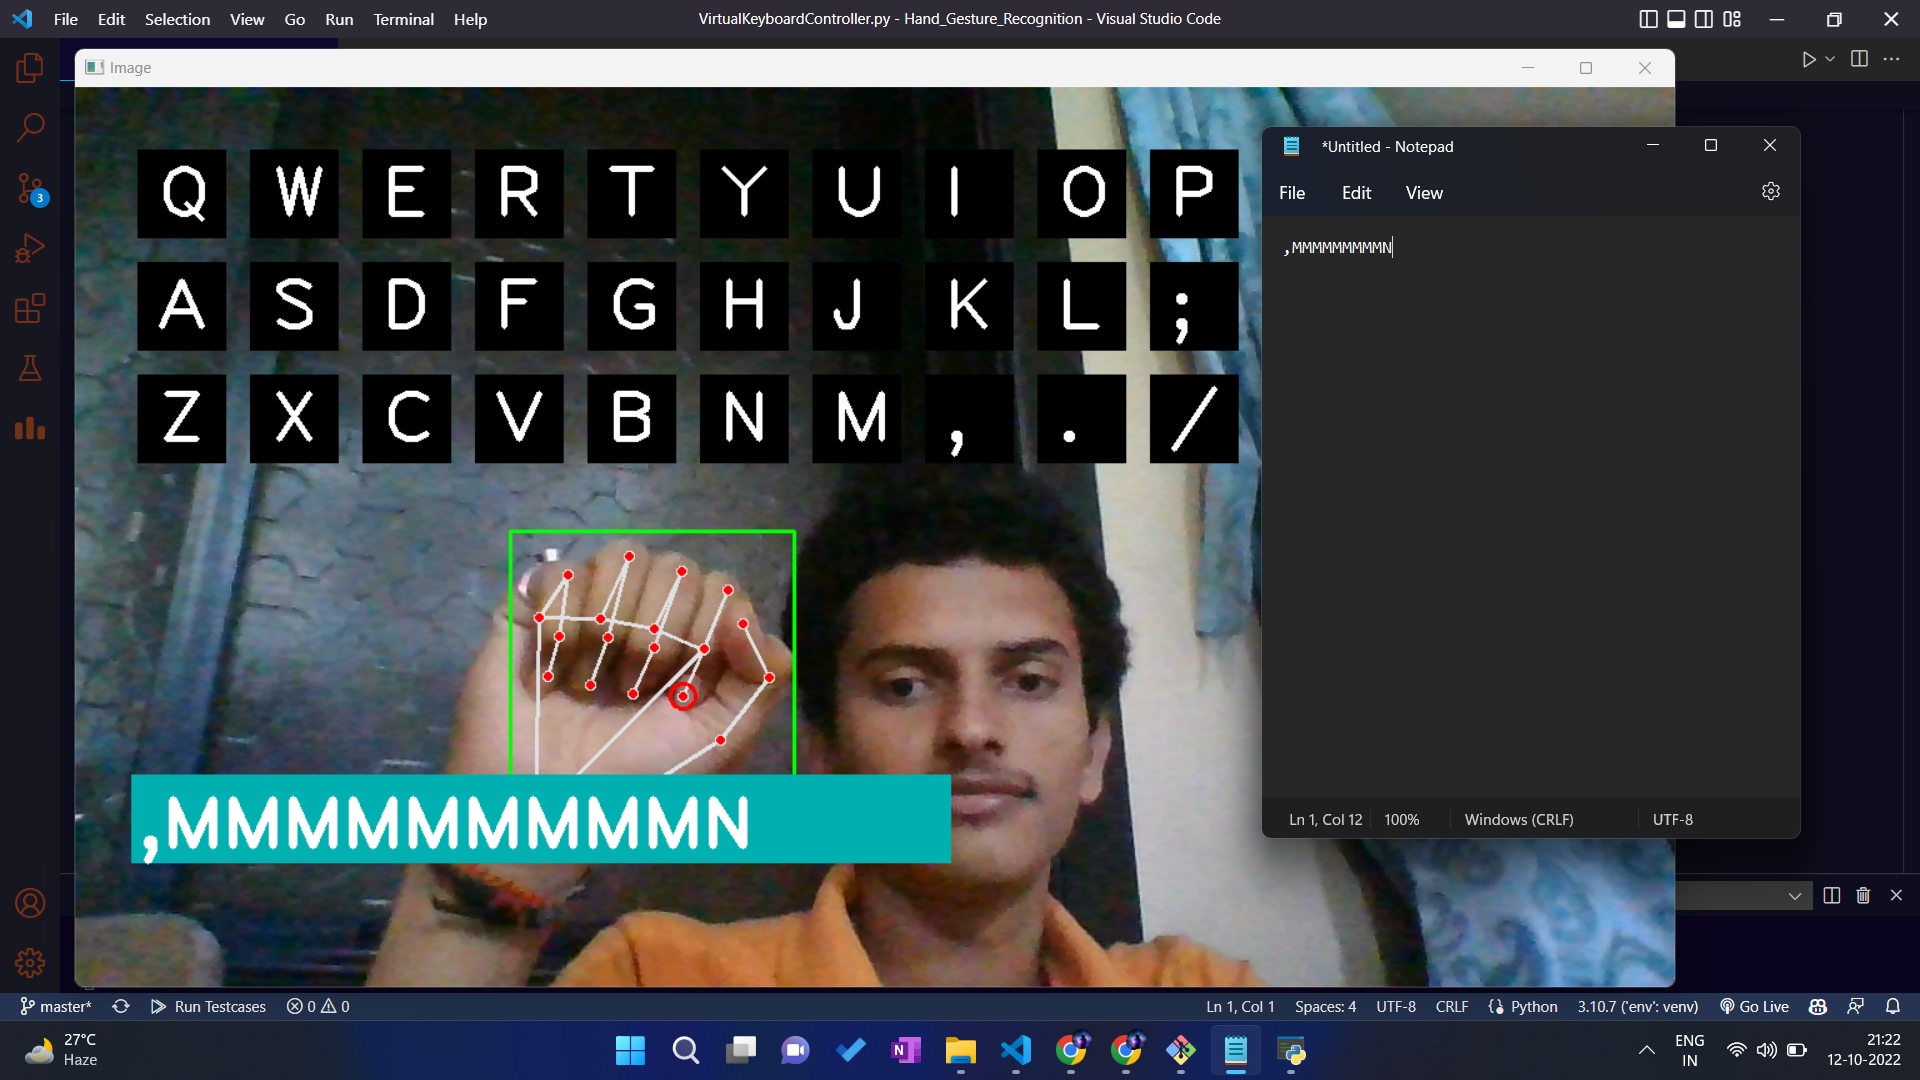 File Edit Selection View Go Run Terminal Help
VirtualKeyboardController.py - Hand_Gesture_Recognition - Visual Studio Code
Image
Q W E R T Y U I O P
A S D F G H J K L ;
Z X C V B N M , . /
,MMMMMMMMMN
*Untitled - Notepad
File Edit View
,MMMMMMMMMN
Ln 1, Col 12 100% Windows (CRLF) UTF-8
3
master* Run Testcases 0 0 Ln 1, Col 1 Spaces: 4 UTF-8 CRLF Python 3.10.7 ('env': venv) Go Live
27°C
Haze
ENG
IN
21:22
12-10-2022